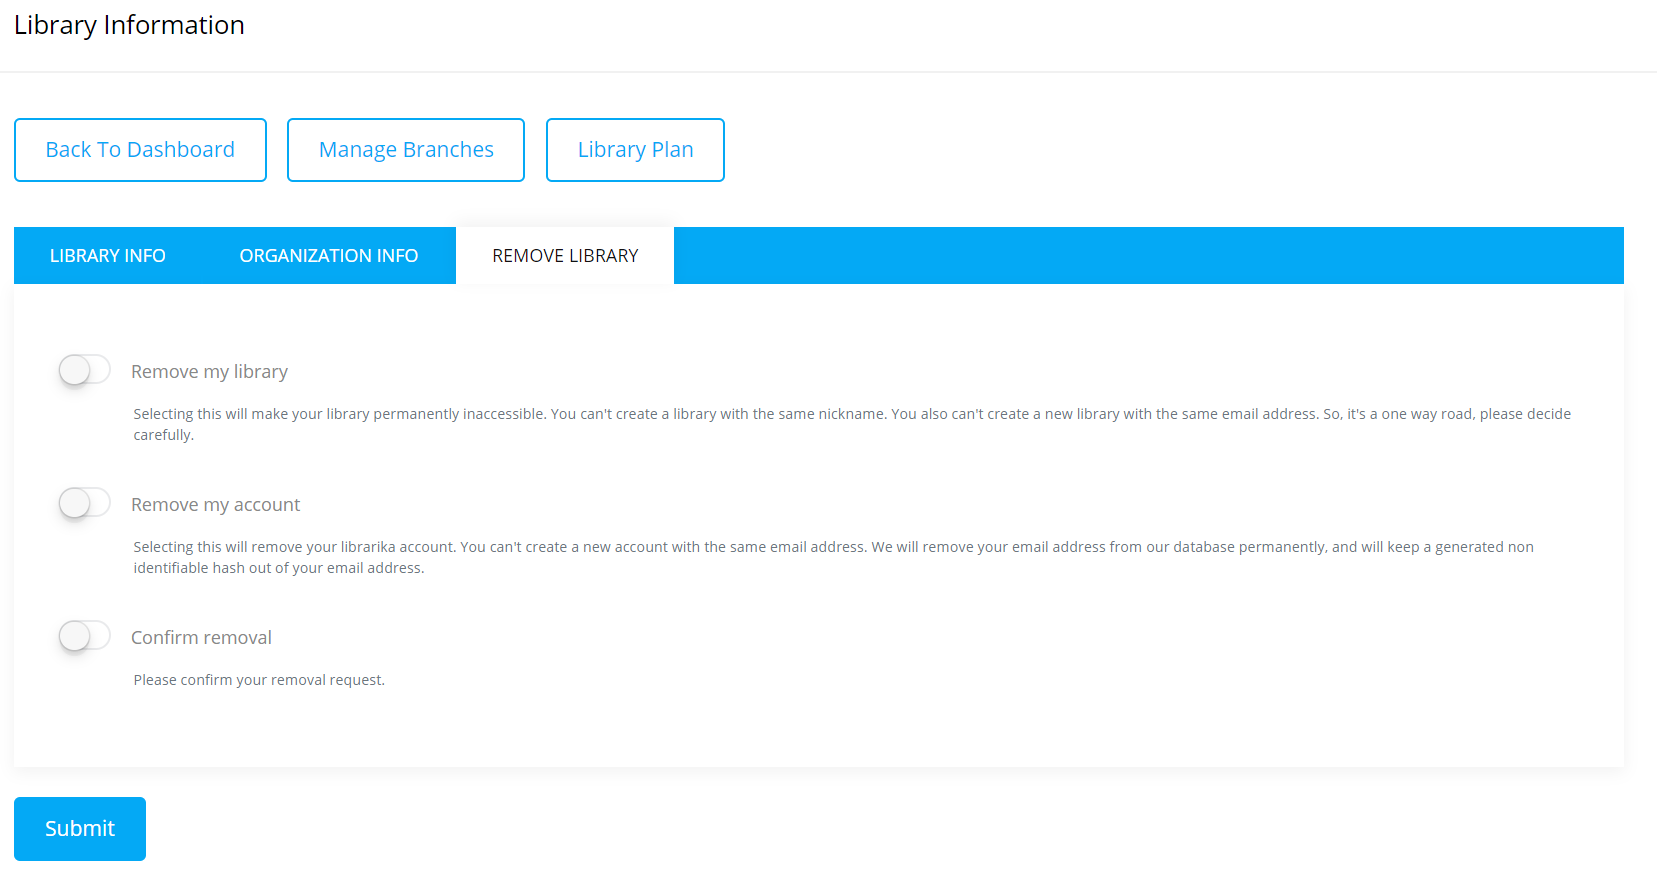 Library Information
Back To Dashboard
Manage Branches
Library Plan
LIBRARY INFO
ORGANIZATION INFO
REMOVE LIBRARY
Remove my library
Selecting this will make your library permanently inaccessible. You can't create a library with the same nickname. You also can't create a new library with the same email address. So, it's a one way road, please decide
carefully.
Remove my account
Selecting this will remove your librarika account. You can't create a new account with the same email address. We will remove your email address from our database permanently, and will keep a generated non
identifiable hash out of your email address.
Confirm removal
Please confirm your removal request.
Submit